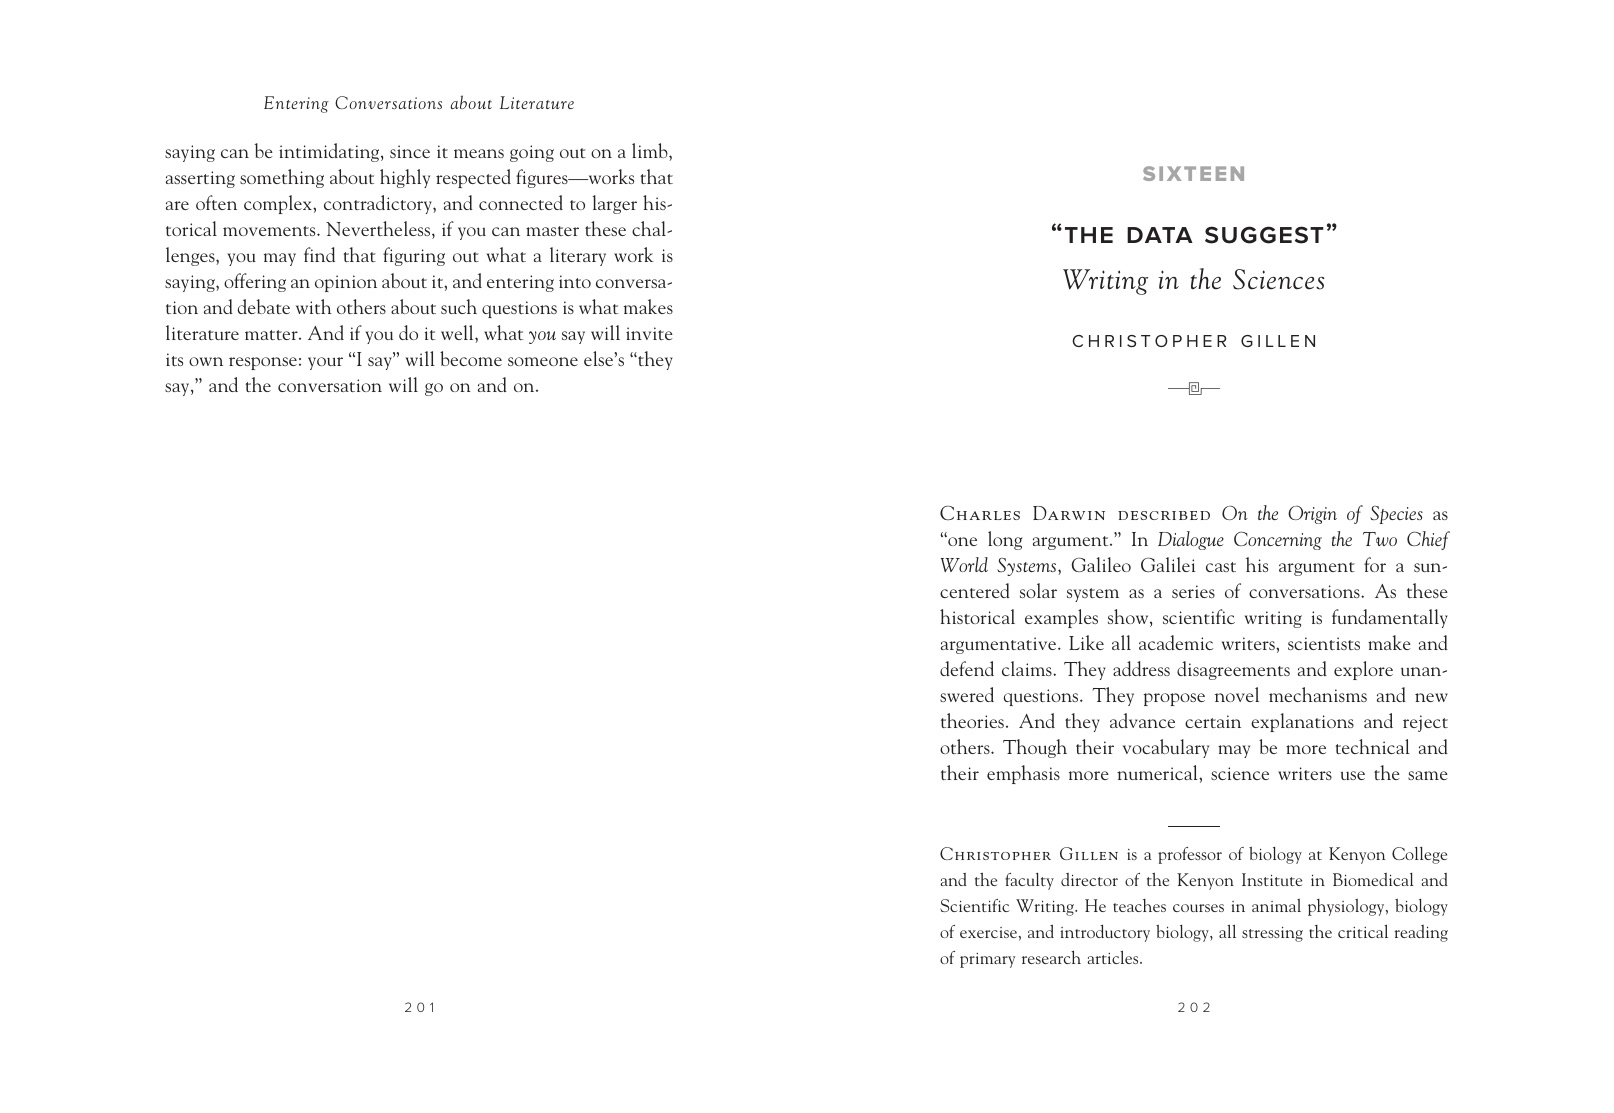 Entering Conversations about Literature
saying can be intimidating, since it means going out on a limb,
asserting something about highly respected figures—works that
are often complex, contradictory, and connected to larger his-
torical movements. Nevertheless, if you can master these chal-
lenges, you may find that figuring out what a literary work is
saying, offering an opinion about it, and entering into conversa-
tion and debate with others about such questions is what makes
literature matter. And if you do it well, what you say will invite
its own response: your “I say” will become someone else’s “they
say,” and the conversation will go on and on.
201
SIXTEEN
“THE DATA SUGGEST”
Writing in the Sciences
CHRISTOPHER GILLEN
Charles Darwin described On the Origin of Species as
“one long argument.” In Dialogue Concerning the Two Chief
World Systems, Galileo Galilei cast his argument for a sun-
centered solar system as a series of conversations. As these
historical examples show, scientific writing is fundamentally
argumentative. Like all academic writers, scientists make and
defend claims. They address disagreements and explore unan-
swered questions. They propose novel mechanisms and new
theories. And they advance certain explanations and reject
others. Though their vocabulary may be more technical and
their emphasis more numerical, science writers use the same
Christopher Gillen is a professor of biology at Kenyon College
and the faculty director of the Kenyon Institute in Biomedical and
Scientific Writing. He teaches courses in animal physiology, biology
of exercise, and introductory biology, all stressing the critical reading
of primary research articles.
202